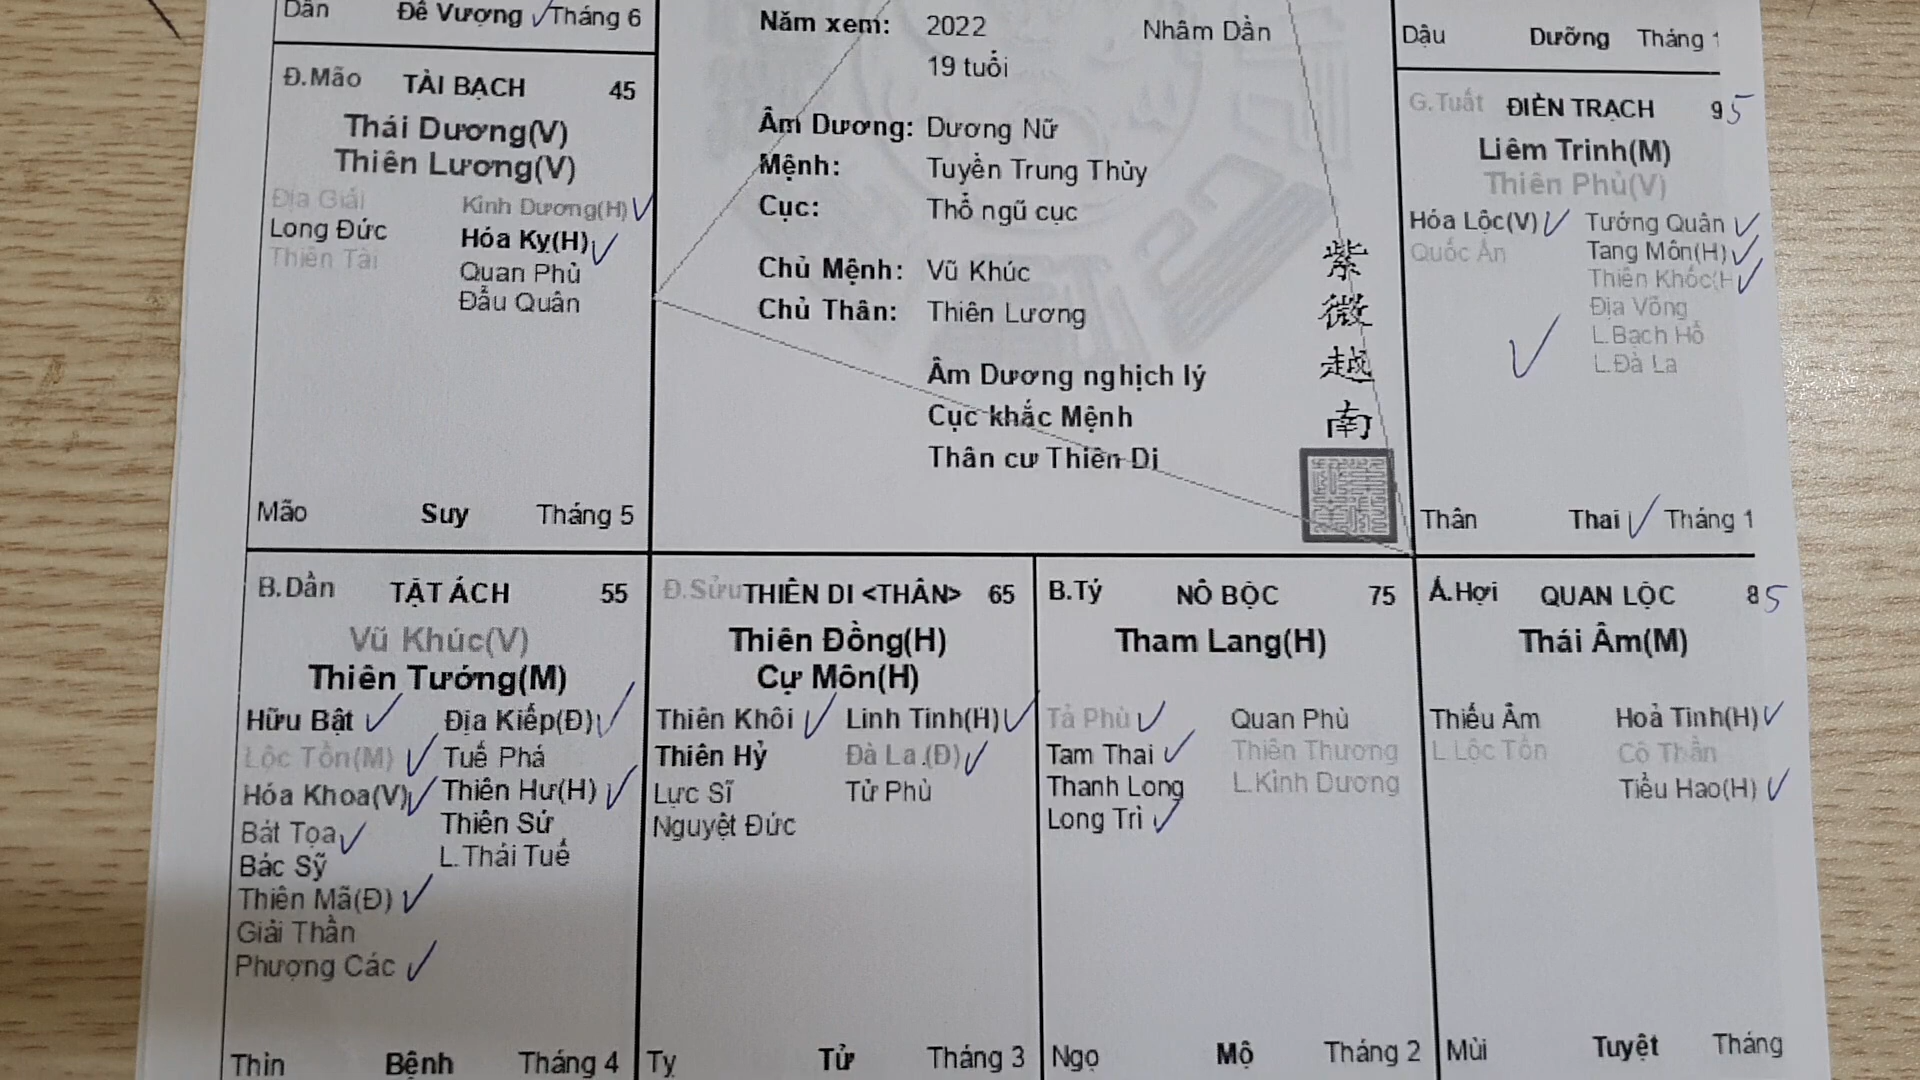 Dần Đế Vượng Tháng 6
Năm xem: 2022 Nhâm Dần
19 tuổi
Âm Dương: Dương Nữ
Mệnh: Tuyền Trung Thủy
Cục: Thổ ngũ cục
Chủ Mệnh: Vũ Khúc
Chủ Thân: Thiên Lương
Âm Dương nghịch lý
Cục khắc Mệnh
Thân cư Thiên Di
紫
微
越
南
Dậu Dưỡng Tháng 1
Đ.Mão TÀI BẠCH 45
Thái Dương(V)
Thiên Lương(V)
Địa Giải Kình Dương(H)
Long Đức Hóa Kỵ(H)
Thiên Tài Quan Phủ
Đẩu Quân
Mão Suy Tháng 5
G.Tuất ĐIỀN TRẠCH 95
Liêm Trinh(M)
Thiên Phủ(V)
Hóa Lộc(V) Tướng Quân
Quốc Ấn Tang Môn(H)
Thiên Khốc(H
Địa Võng
L.Bạch Hổ
L.Đà La
Thân Thai Tháng 1
B.Dần TẬT ÁCH 55
Vũ Khúc(V)
Thiên Tướng(M)
Hữu Bật Địa Kiếp(Đ)
Lộc Tồn(M) Tuế Phá
Hóa Khoa(V) Thiên Hư(H)
Bát Tọa Thiên Sứ
Bác Sỹ L.Thái Tuế
Thiên Mã(Đ)
Giải Thần
Phượng Các
Thìn Bệnh Tháng 4
Đ.Sửu THIÊN DI <THÂN> 65
Thiên Đồng(H)
Cự Môn(H)
Thiên Khôi Linh Tinh(H)
Thiên Hỷ Đà La.(Đ)
Lực Sĩ Tử Phù
Nguyệt Đức
Tỵ Tử Tháng 3
B.Tý NÔ BỘC 75
Tham Lang(H)
Tả Phù Quan Phù
Tam Thai Thiên Thương
Thanh Long L.Kình Dương
Long Trì
Ngọ Mộ Tháng 2
Ấ.Hợi QUAN LỘC 85
Thái Âm(M)
Thiếu Âm Hoả Tinh(H)
L.Lộc Tồn Cô Thần
Tiểu Hao(H)
Mùi Tuyệt Tháng